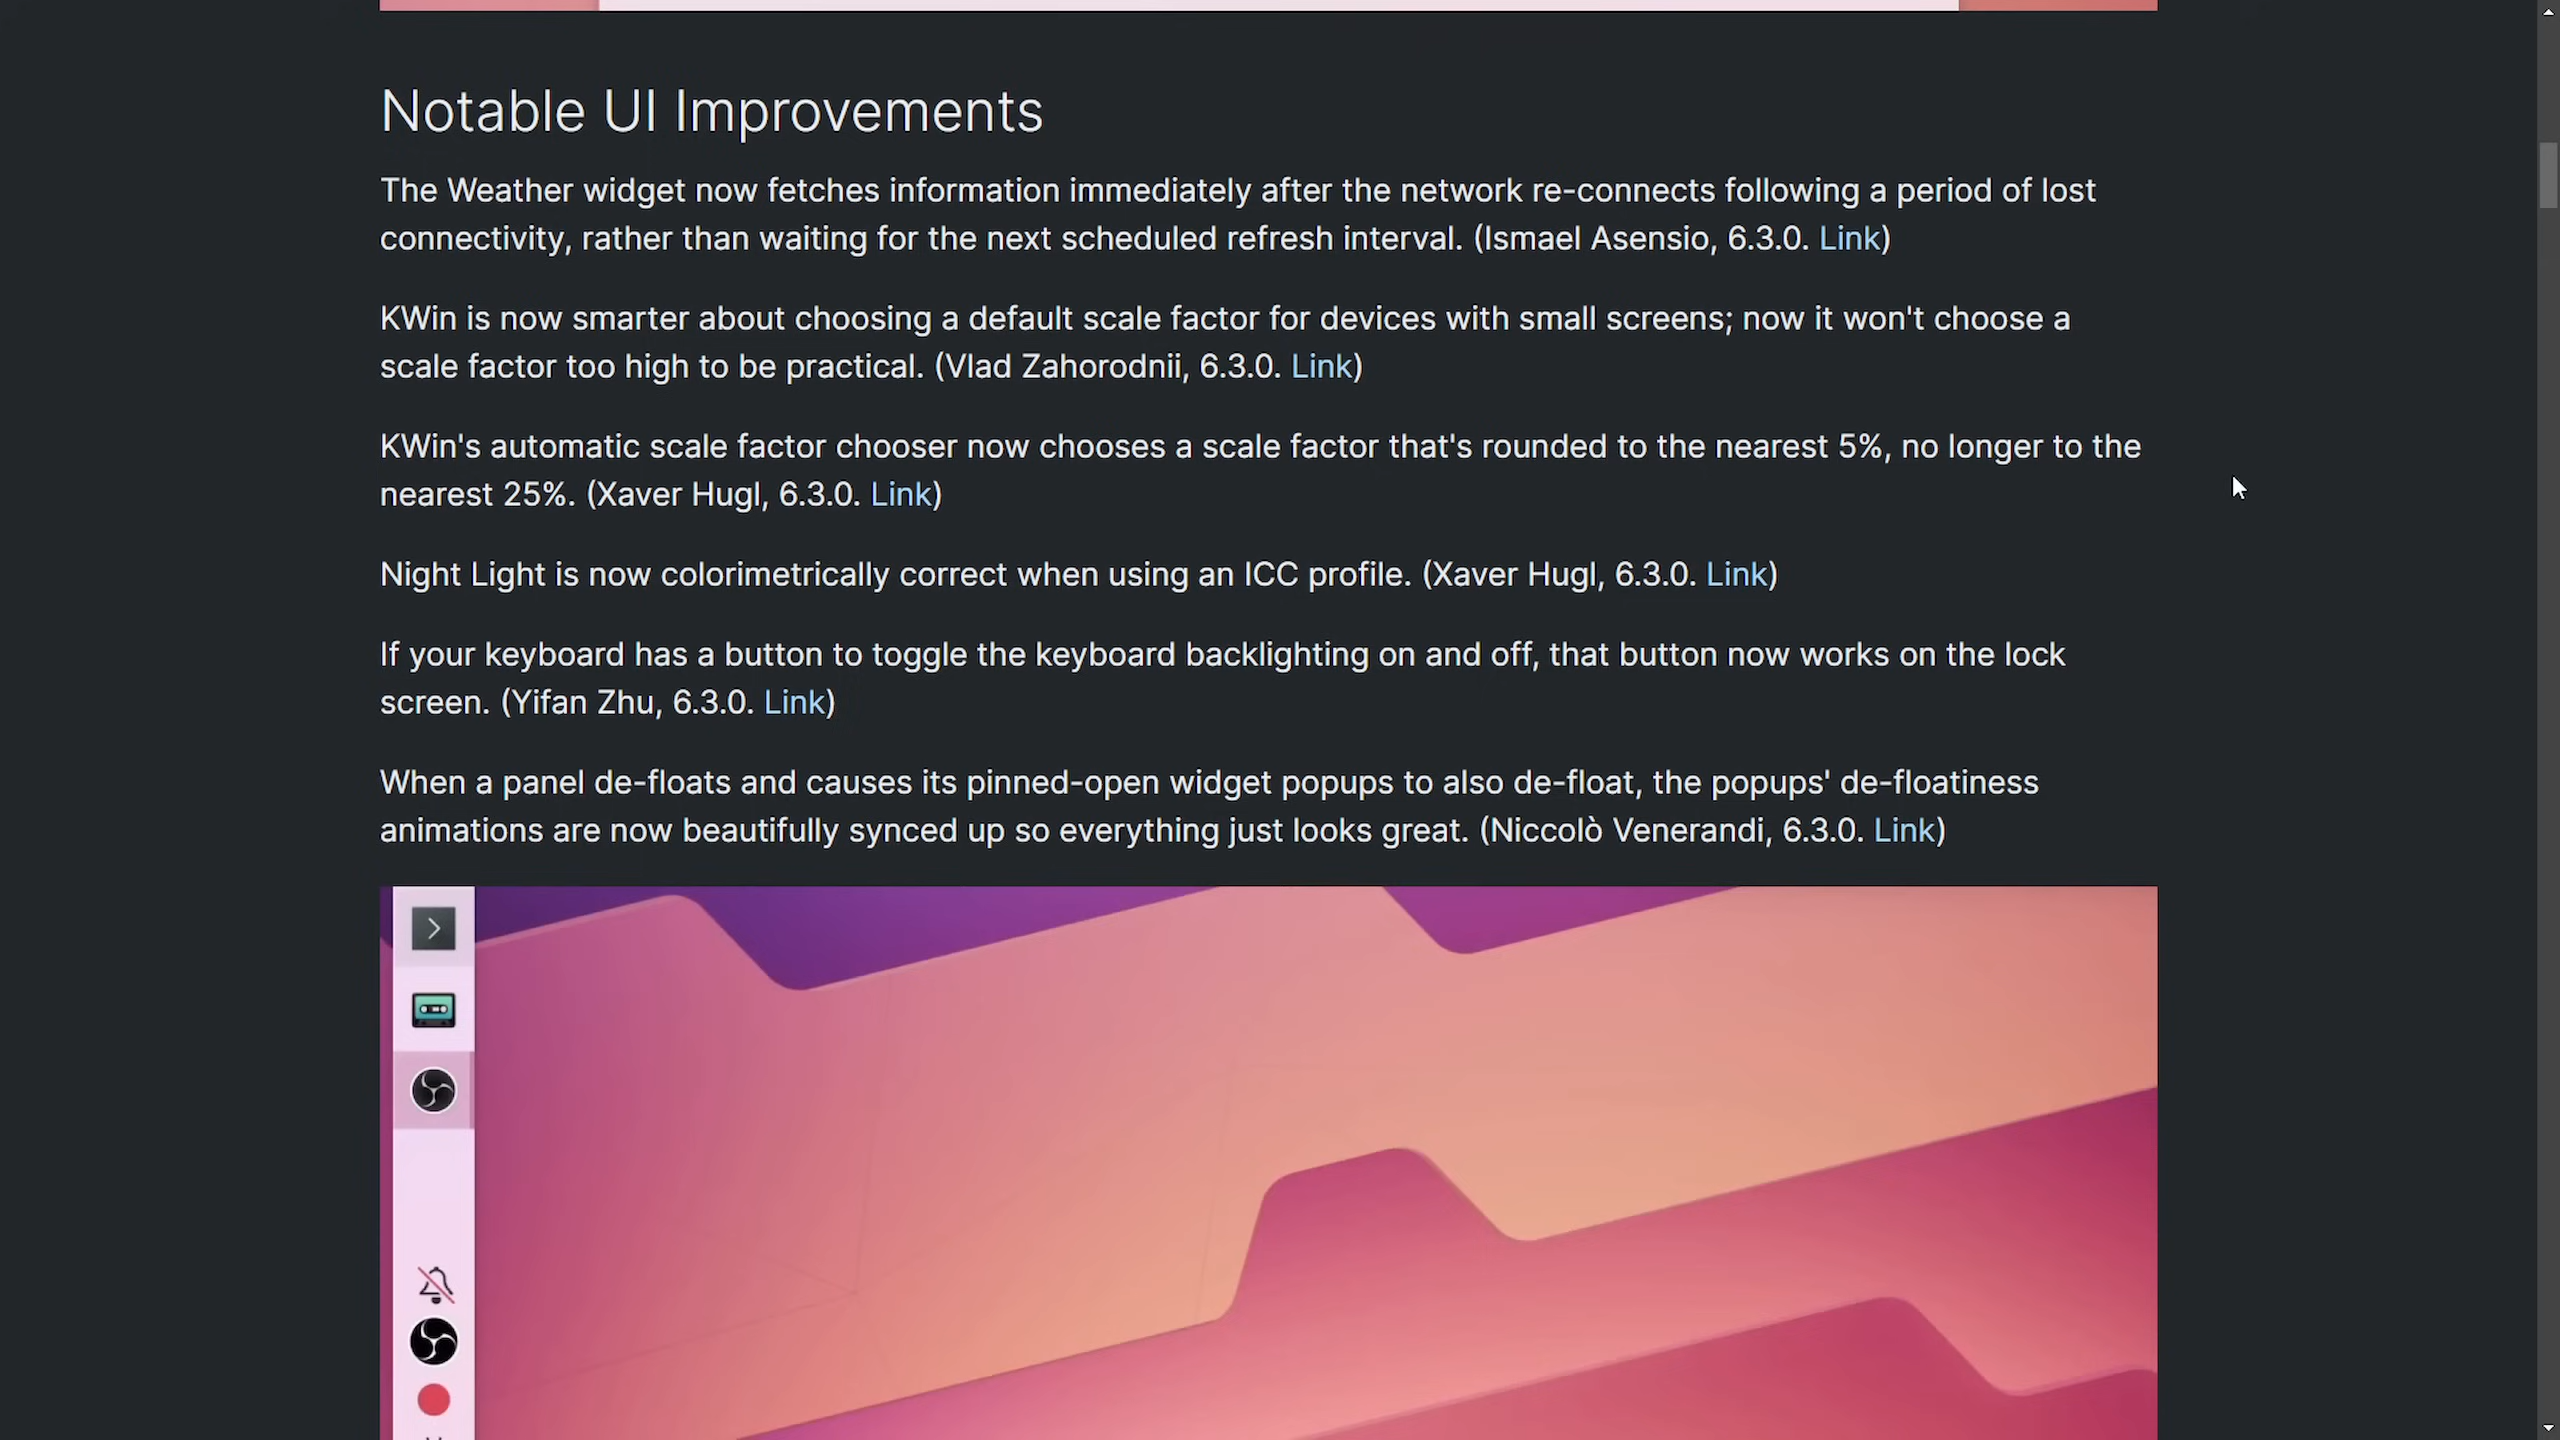 Notable UI Improvements
The Weather widget now fetches information immediately after the network re-connects following a period of lost
connectivity, rather than waiting for the next scheduled refresh interval. (Ismael Asensio, 6.3.0. Link)
KWin is now smarter about choosing a default scale factor for devices with small screens; now it won't choose a
scale factor too high to be practical. (Vlad Zahorodnii, 6.3.0. Link)
KWin's automatic scale factor chooser now chooses a scale factor that's rounded to the nearest 5%, no longer to the
nearest 25%. (Xaver Hugl, 6.3.0. Link)
Night Light is now colorimetrically correct when using an ICC profile. (Xaver Hugl, 6.3.0. Link)
If your keyboard has a button to toggle the keyboard backlighting on and off, that button now works on the lock
screen. (Yifan Zhu, 6.3.0. Link)
When a panel de-floats and causes its pinned-open widget popups to also de-float, the popups' de-floatiness
animations are now beautifully synced up so everything just looks great. (Niccolò Venerandi, 6.3.0. Link)